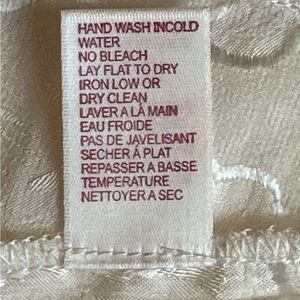 HAND WASH INCOLD
WATER
NO BLEACH
LAY FLAT TO DRY
IRON LOW OR
DRY CLEAN
LAVER A LÀ MAIN
EAU FROIDE
PAS DE JAVELISANT
SECHER À PLAT
REPASSER A BASSE
TEMPERATURE
NETTOYER A SEC